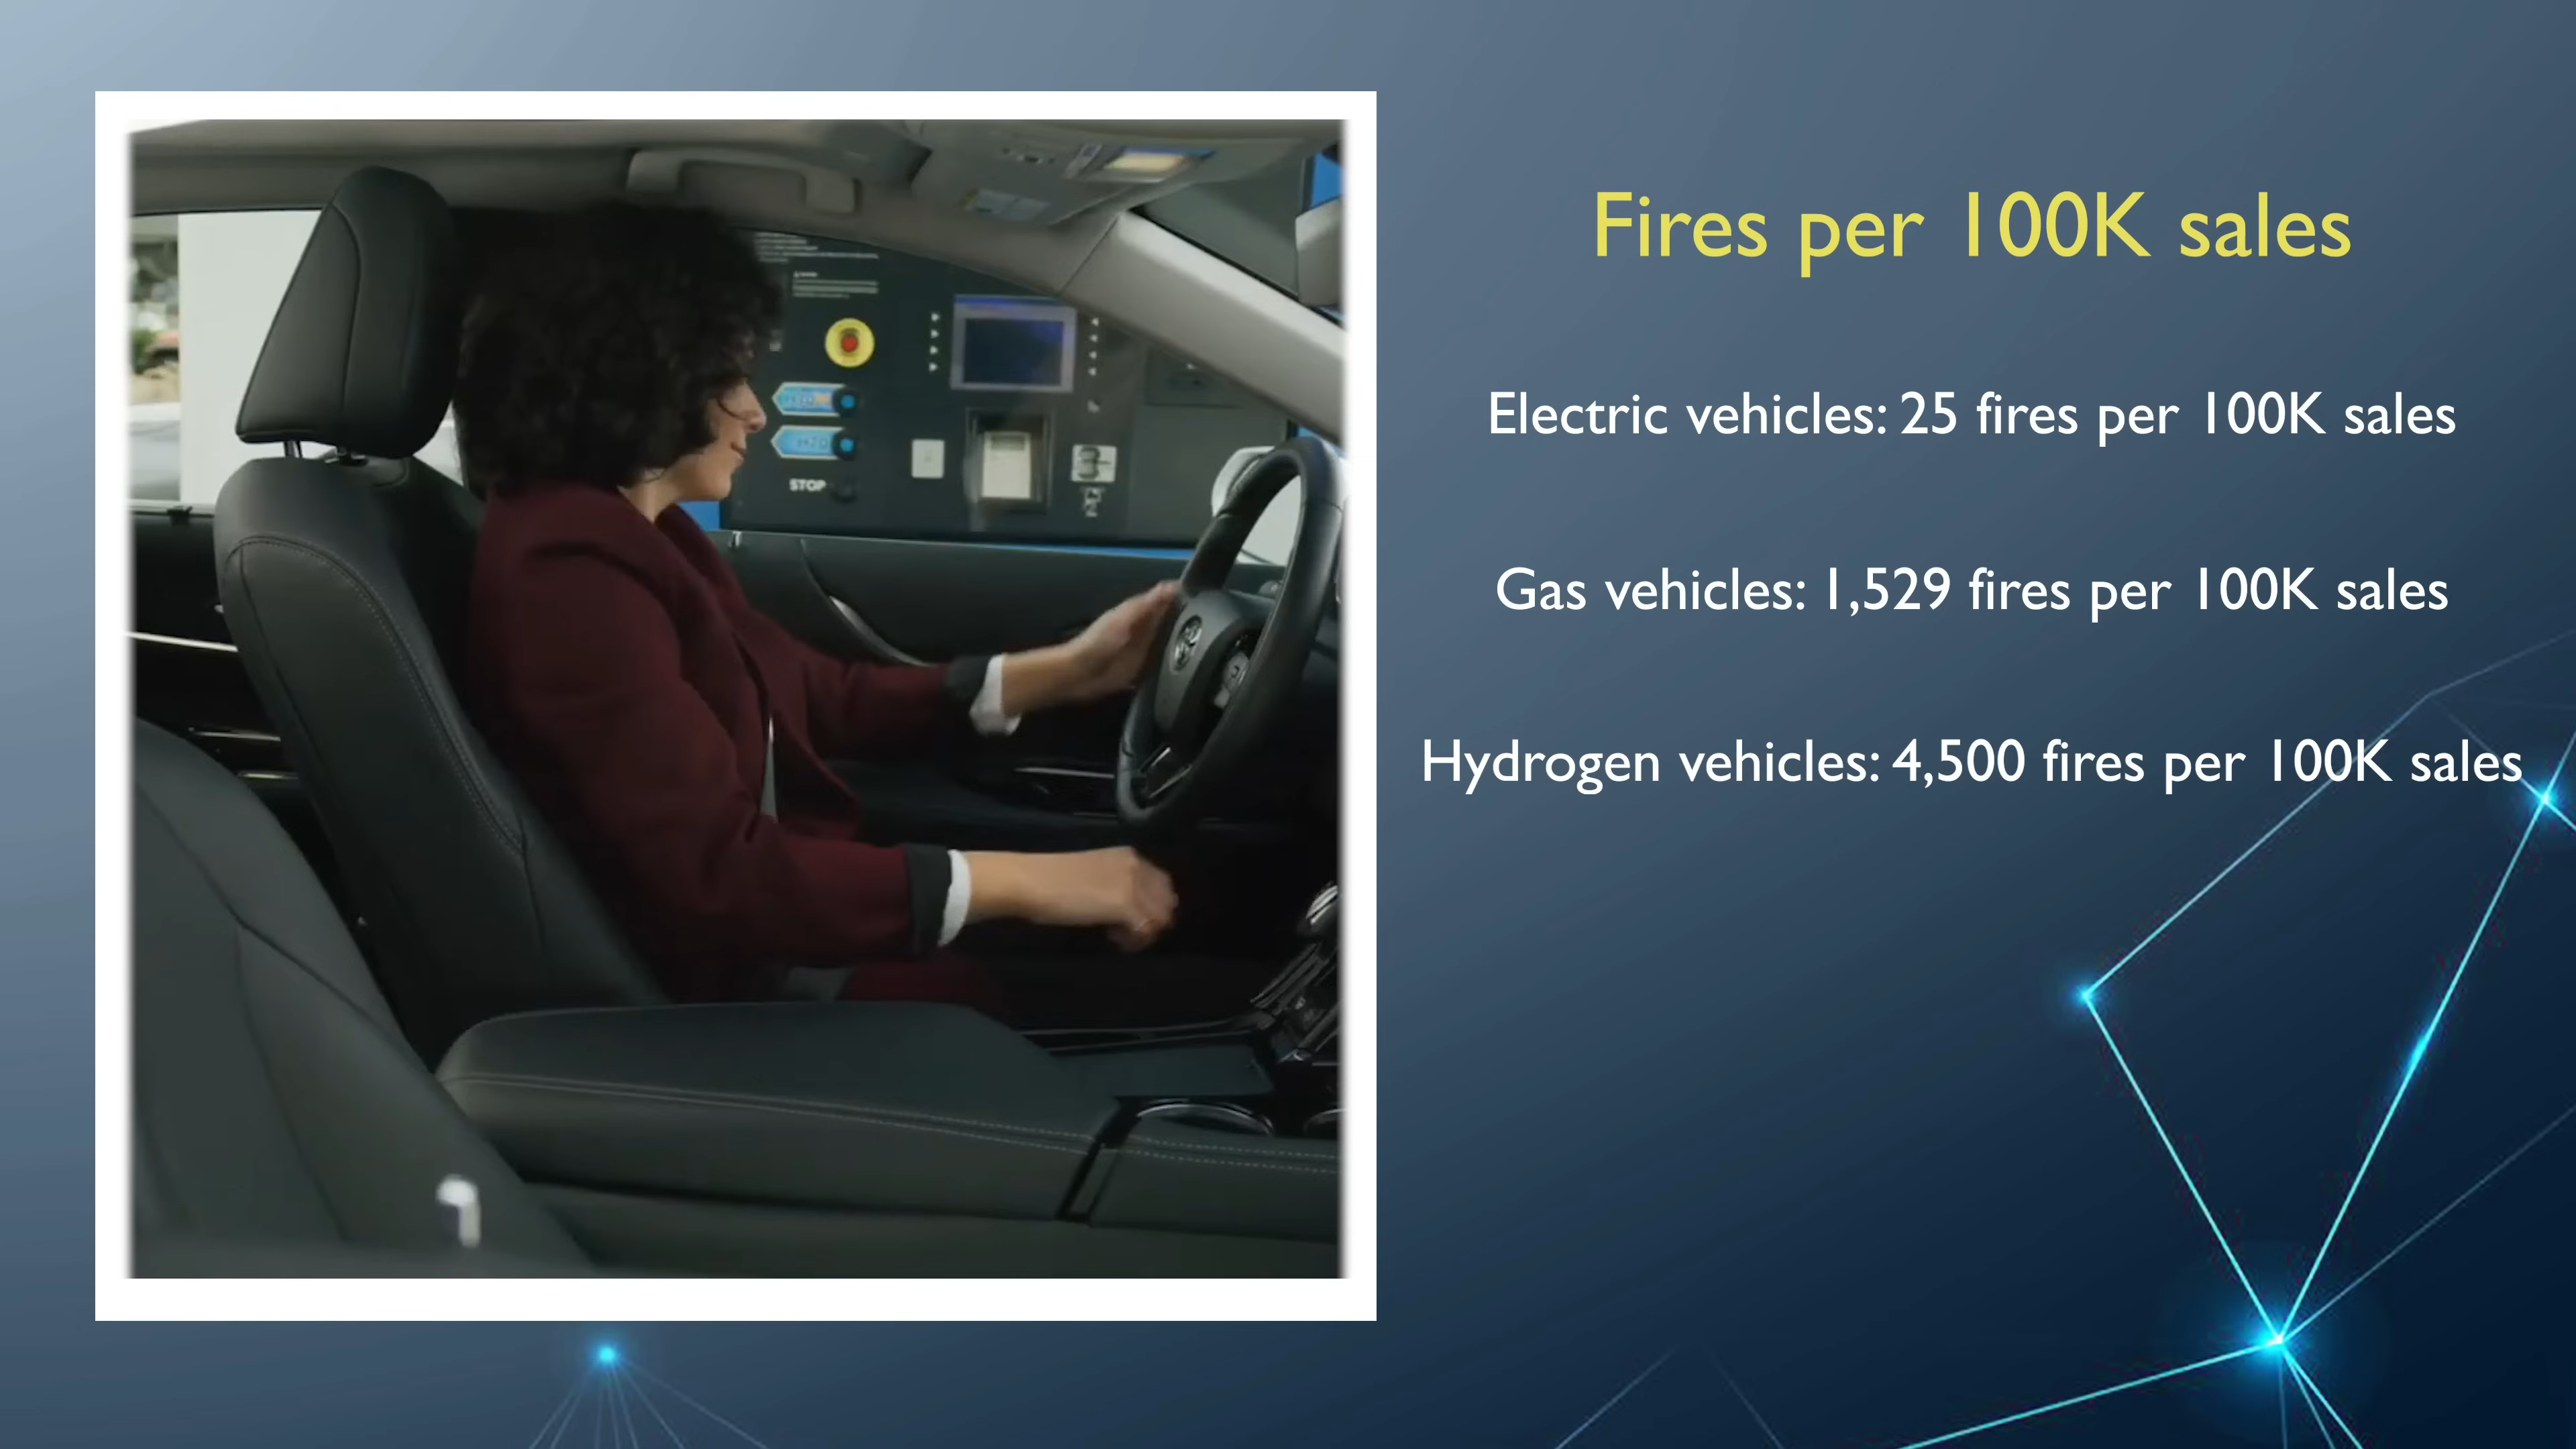 Fires per 100K sales
Electric vehicles: 25 fires per 100K sales
Gas vehicles: 1,529 fires per 100K sales
Hydrogen vehicles: 4,500 fires per 100K sales
STOP